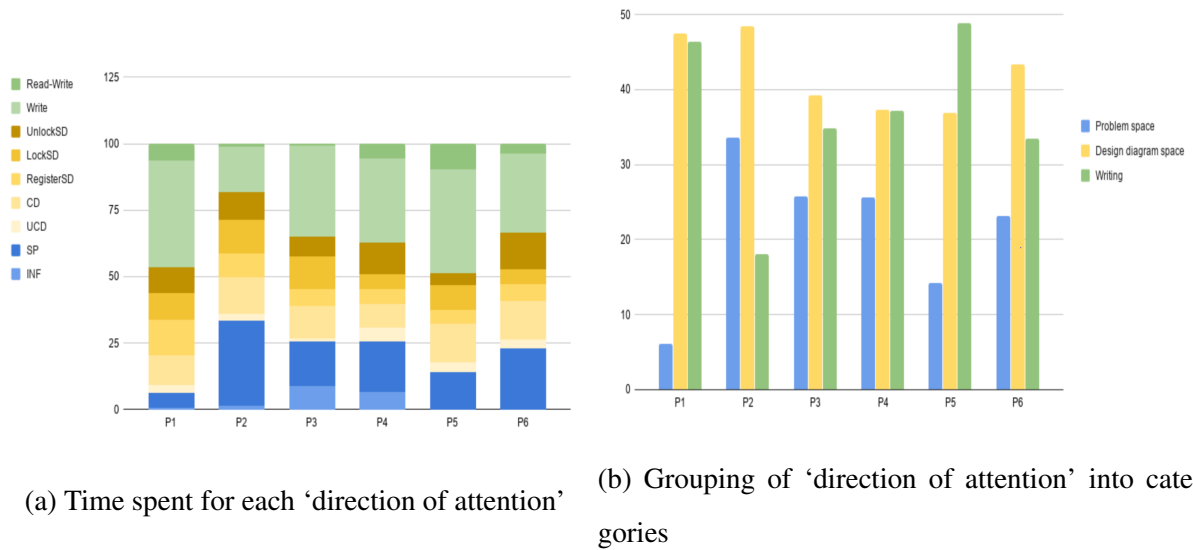 Read-Write
Write
UnlockSD
LockSD
RegisterSD
CD
UCD
SP
INF
125
100
75
50
25
0
P1 P2 P3 P4 P5 P6
(a) Time spent for each ‘direction of attention’
50
40
30
20
10
0
P1 P2 P3 P4 P5 P6
Problem space
Design diagram space
Writing
(b) Grouping of ‘direction of attention’ into cate
gories